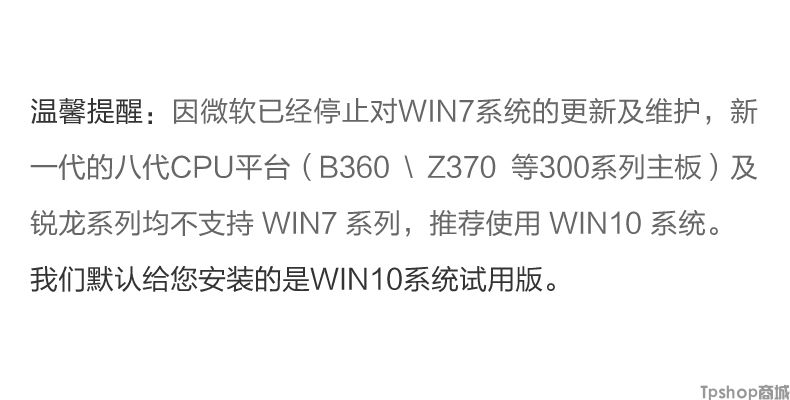 温馨提醒：因微软已经停止对WIN7系统的更新及维护，新
一代的八代CPU平台（B360 \ Z370 等300系列主板）及
锐龙系列均不支持 WIN7 系列，推荐使用 WIN10 系统。
我们默认给您安装的是WIN10系统试用版。
Tpshop商城